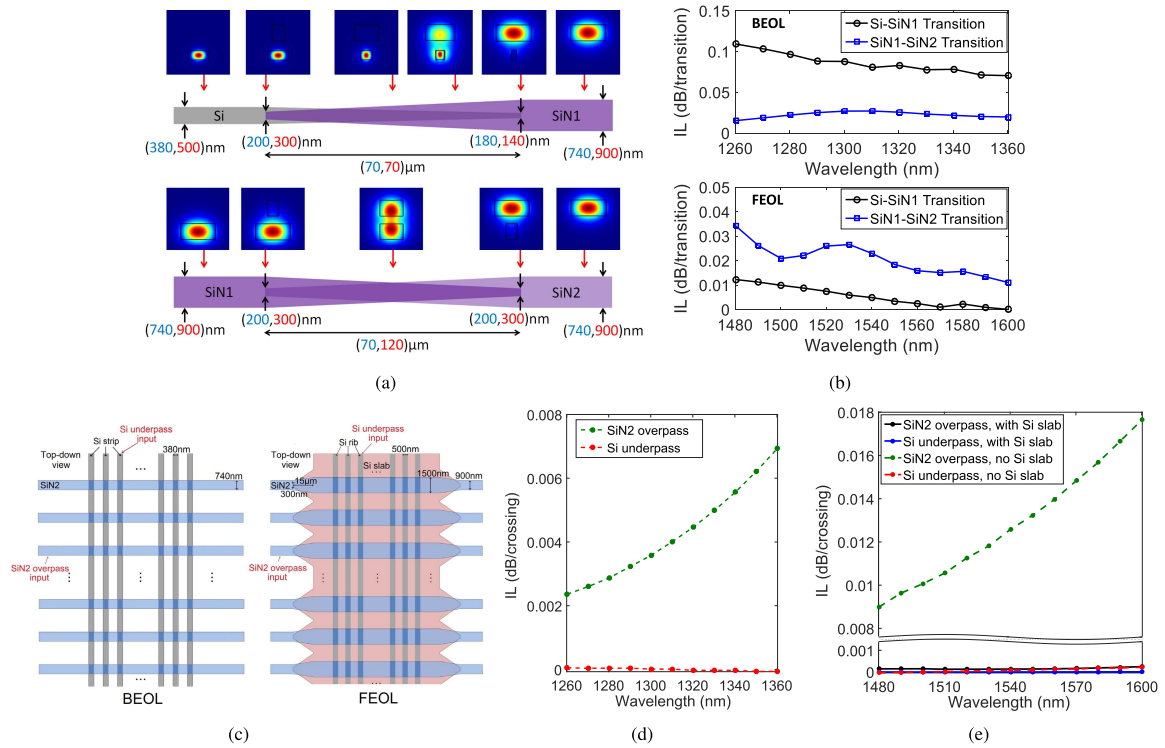 Si
SiN1
(380,500)nm
(200,300)nm
(180,140)nm
(740,900)nm
(70,70)μm
SiN1
SiN2
(740,900)nm
(200,300)nm
(200,300)nm
(740,900)nm
(70,120)μm
(a)
BEOL
Si-SiN1 Transition
SiN1-SiN2 Transition
IL (dB/transition)
0.15
0.1
0.05
0
1260 1280 1300 1320 1340 1360
Wavelength (nm)
FEOL
Si-SiN1 Transition
SiN1-SiN2 Transition
IL (dB/transition)
0.05
0.04
0.03
0.02
0.01
0
1480 1500 1520 1540 1560 1580 1600
Wavelength (nm)
(b)
Top-down
view
Si strip
Si underpass
input
...
380nm
740nm
SiN2
SiN2 overpass
input
⋮ ... ⋮
...
BEOL
Top-down
view
Si rib
Si underpass
input
Si slab
...
500nm
1500nm
900nm
SiN2
15μm
300nm
SiN2 overpass
input
⋮ ⋮ ... ⋮ ⋮
...
FEOL
(c)
SiN2 overpass
Si underpass
IL (dB/crossing)
0.008
0.006
0.004
0.002
0
1260 1280 1300 1320 1340 1360
Wavelength (nm)
(d)
SiN2 overpass, with Si slab
Si underpass, with Si slab
SiN2 overpass, no Si slab
Si underpass, no Si slab
IL (dB/crossing)
0.018
0.016
0.014
0.012
0.01
0.008
0.001
0
1480 1510 1540 1570 1600
Wavelength (nm)
(e)